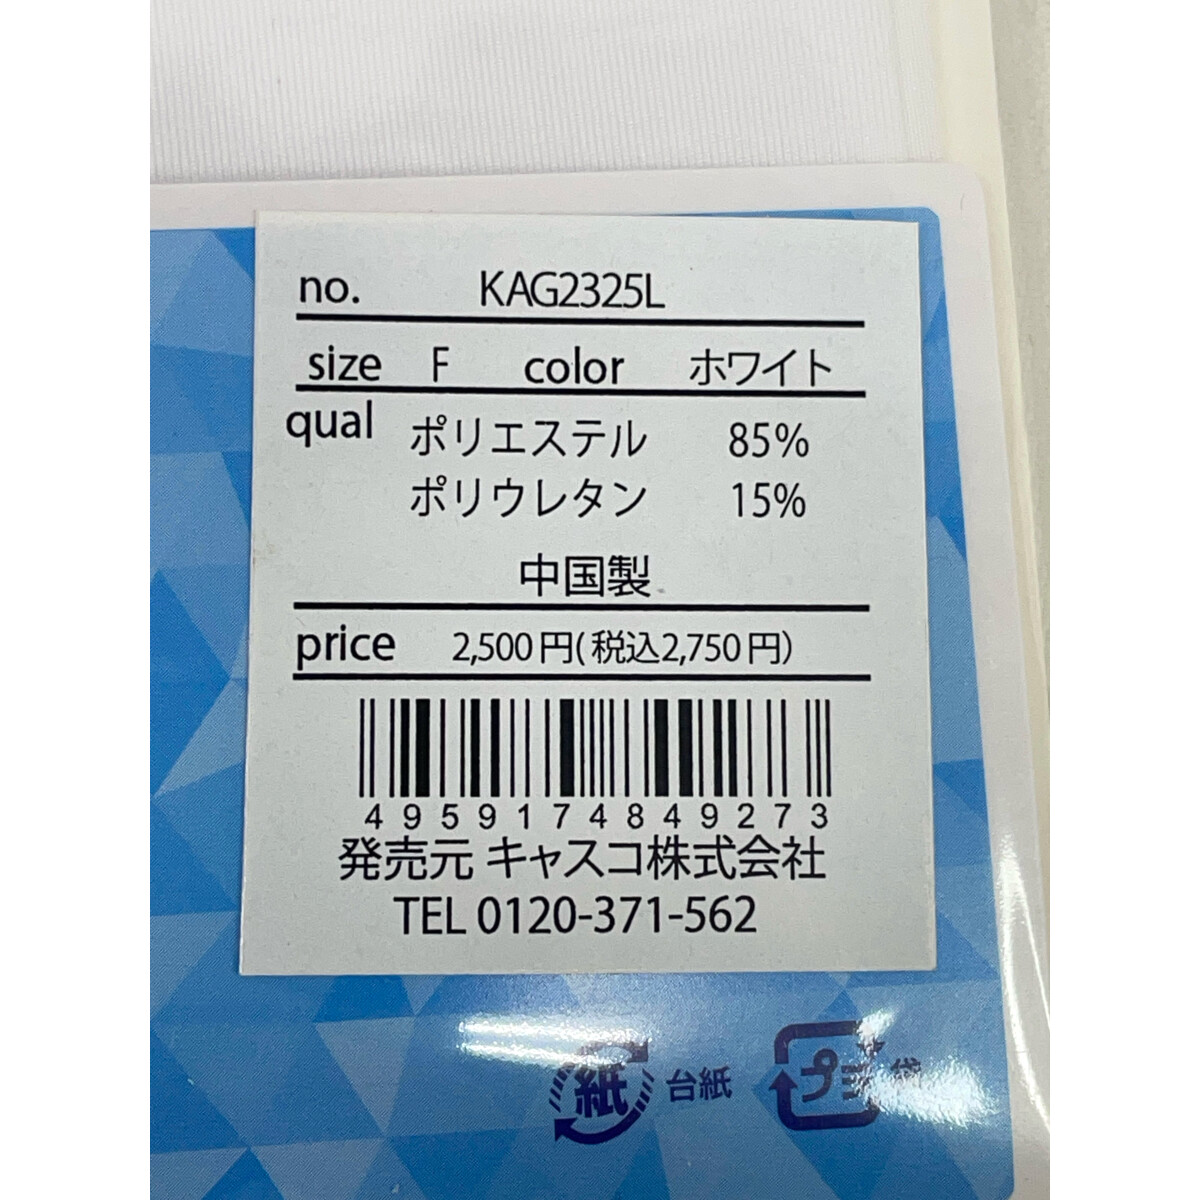 no. KAG2325L
size F color ホワイト
qual ポリエステル 85%
ポリウレタン 15%
中国製
price 2,500円(税込2,750円)
4959174849273
発売元 キャスコ株式会社
TEL 0120-371-562
紙 台紙 プラ 袋